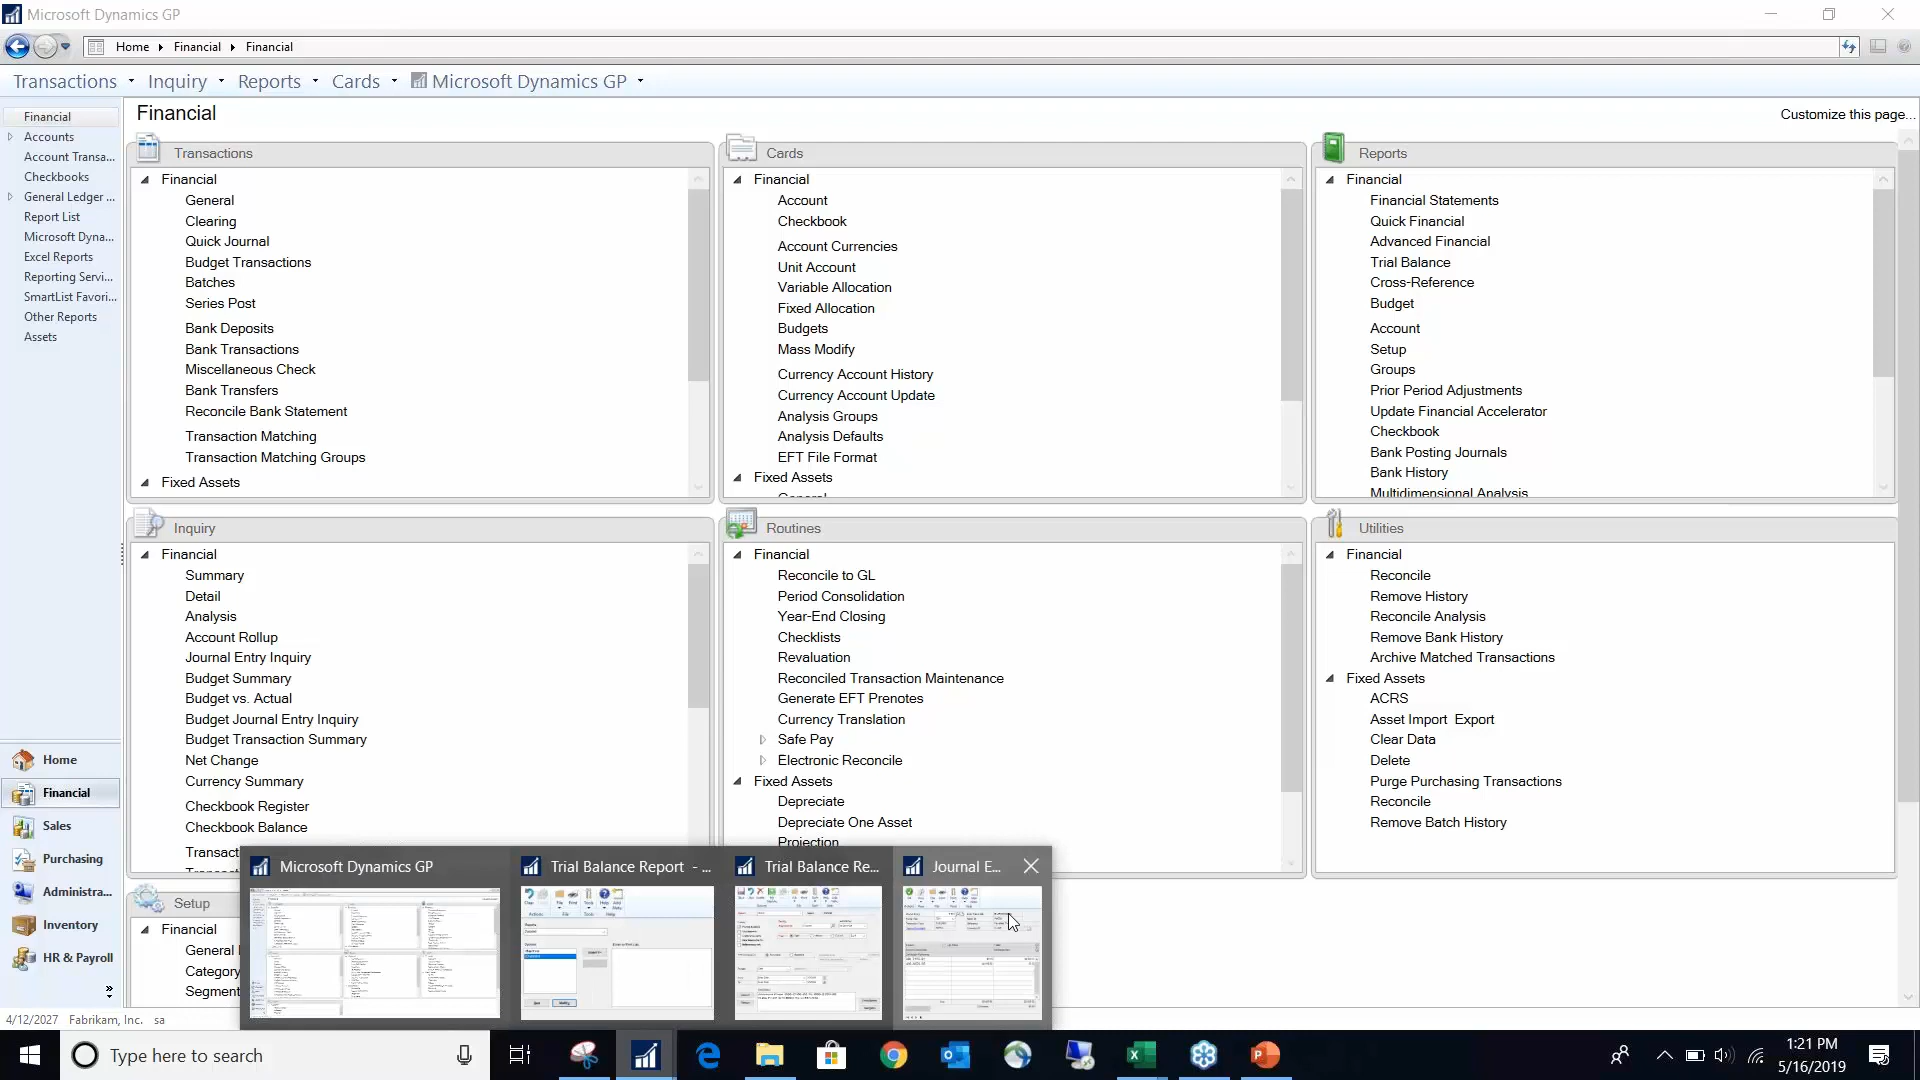 Microsoft Dynamics GP
Home Financial Financial
Transactions Inquiry Reports Cards Microsoft Dynamics GP
Financial
Accounts
Account Transa...
Checkbooks
General Ledger ...
Report List
Microsoft Dyna...
Excel Reports
Reporting Servi...
SmartList Favori...
Other Reports
Assets
Home
Financial
Sales
Purchasing
Administra...
Inventory
HR & Payroll
Financial
Customize this page...
Transactions
Financial
General
Clearing
Quick Journal
Budget Transactions
Batches
Series Post
Bank Deposits
Bank Transactions
Miscellaneous Check
Bank Transfers
Reconcile Bank Statement
Transaction Matching
Transaction Matching Groups
Fixed Assets
Cards
Financial
Account
Checkbook
Account Currencies
Unit Account
Variable Allocation
Fixed Allocation
Budgets
Mass Modify
Currency Account History
Currency Account Update
Analysis Groups
Analysis Defaults
EFT File Format
Fixed Assets
General
Reports
Financial
Financial Statements
Quick Financial
Advanced Financial
Trial Balance
Cross-Reference
Budget
Account
Setup
Groups
Prior Period Adjustments
Update Financial Accelerator
Checkbook
Bank Posting Journals
Bank History
Multidimensional Analysis
Inquiry
Financial
Summary
Detail
Analysis
Account Rollup
Journal Entry Inquiry
Budget Summary
Budget vs. Actual
Budget Journal Entry Inquiry
Budget Transaction Summary
Net Change
Currency Summary
Checkbook Register
Checkbook Balance
Transact
Routines
Financial
Reconcile to GL
Period Consolidation
Year-End Closing
Checklists
Revaluation
Reconciled Transaction Maintenance
Generate EFT Prenotes
Currency Translation
Safe Pay
Electronic Reconcile
Fixed Assets
Depreciate
Depreciate One Asset
Projection
Utilities
Financial
Reconcile
Remove History
Reconcile Analysis
Remove Bank History
Archive Matched Transactions
Fixed Assets
ACRS
Asset Import Export
Clear Data
Delete
Purge Purchasing Transactions
Reconcile
Remove Batch History
Setup
Financial
General
Category
Segment
Microsoft Dynamics GP
Trial Balance Report - ...
Trial Balance Re...
Journal E...
4/12/2027 Fabrikam, Inc. sa
Type here to search
1:21 PM
5/16/2019